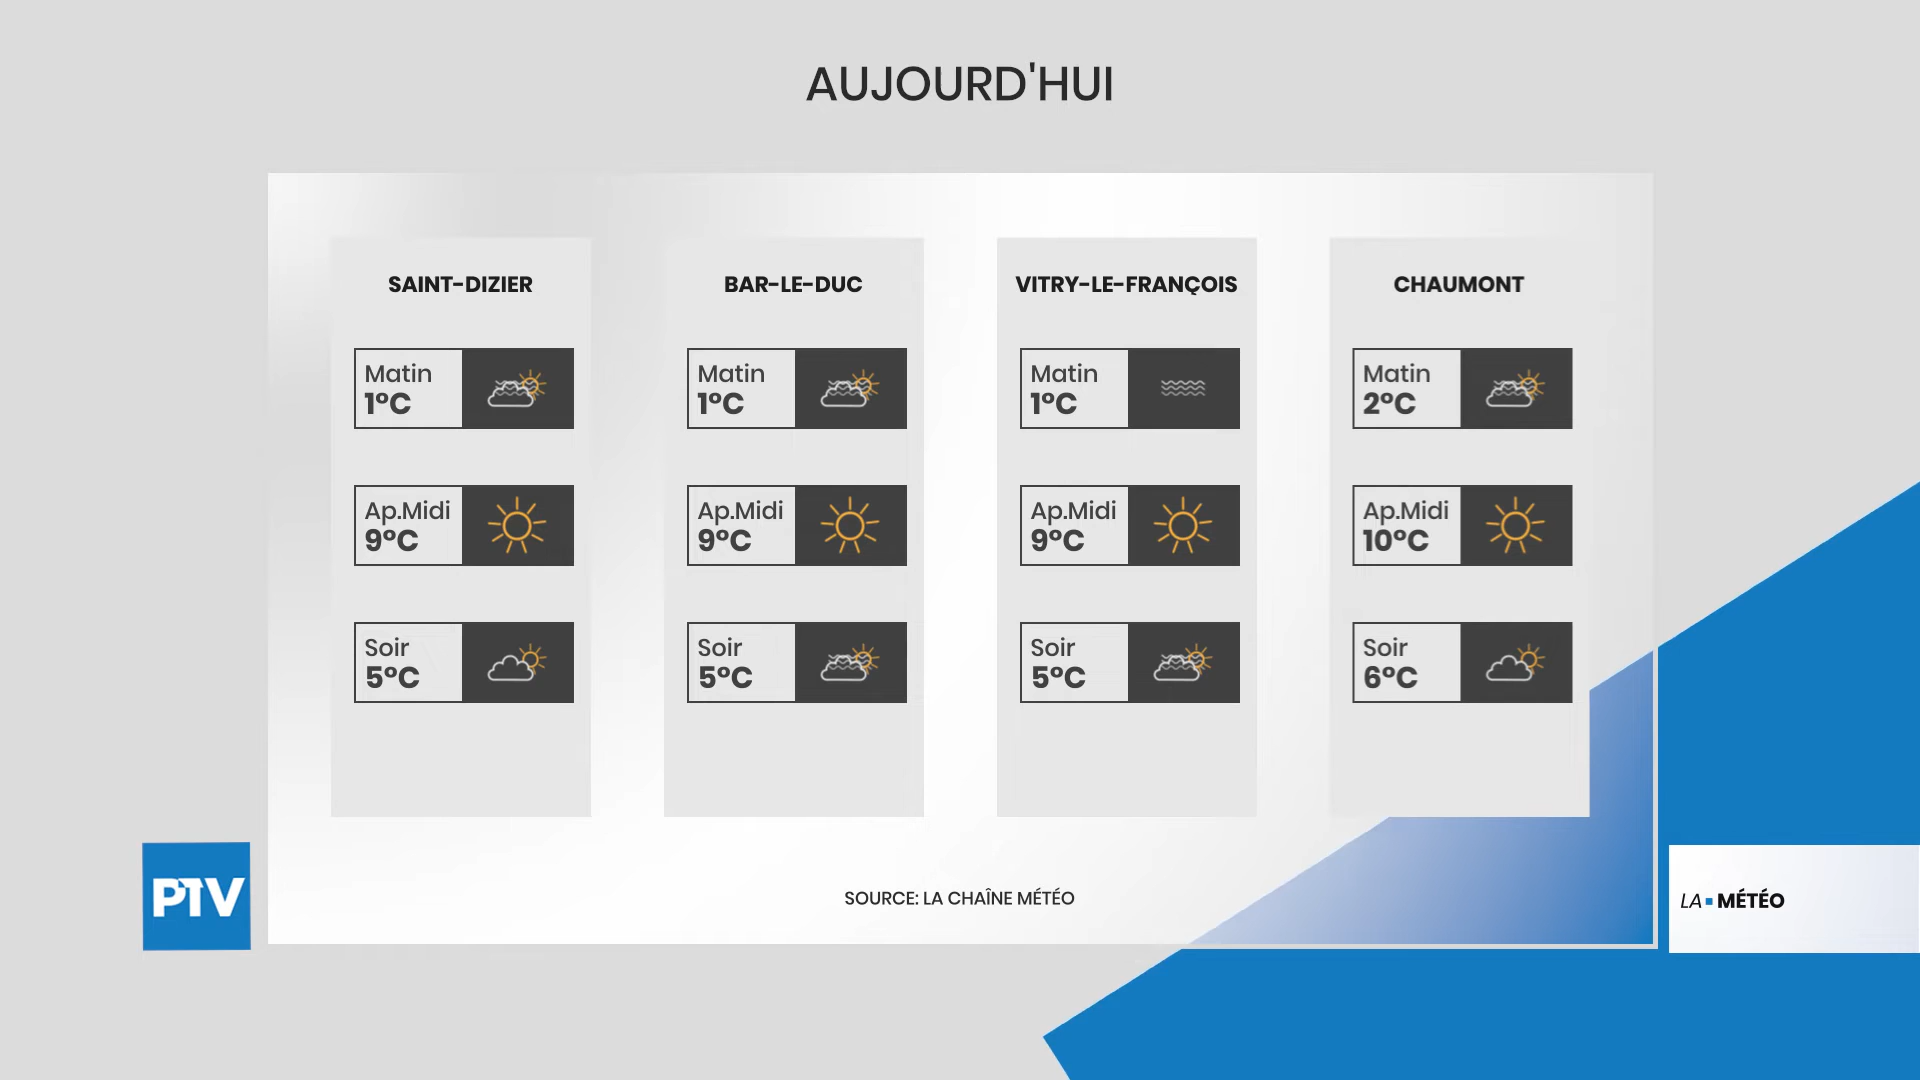 AUJOURD'HUI
SAINT-DIZIER
Matin
1°C
Ap.Midi
9°C
Soir
5°C
BAR-LE-DUC
Matin
1°C
Ap.Midi
9°C
Soir
5°C
VITRY-LE-FRANÇOIS
Matin
1°C
Ap.Midi
9°C
Soir
5°C
CHAUMONT
Matin
2°C
Ap.Midi
10°C
Soir
6°C
PTV
SOURCE: LA CHAÎNE MÉTÉO
LA MÉTÉO